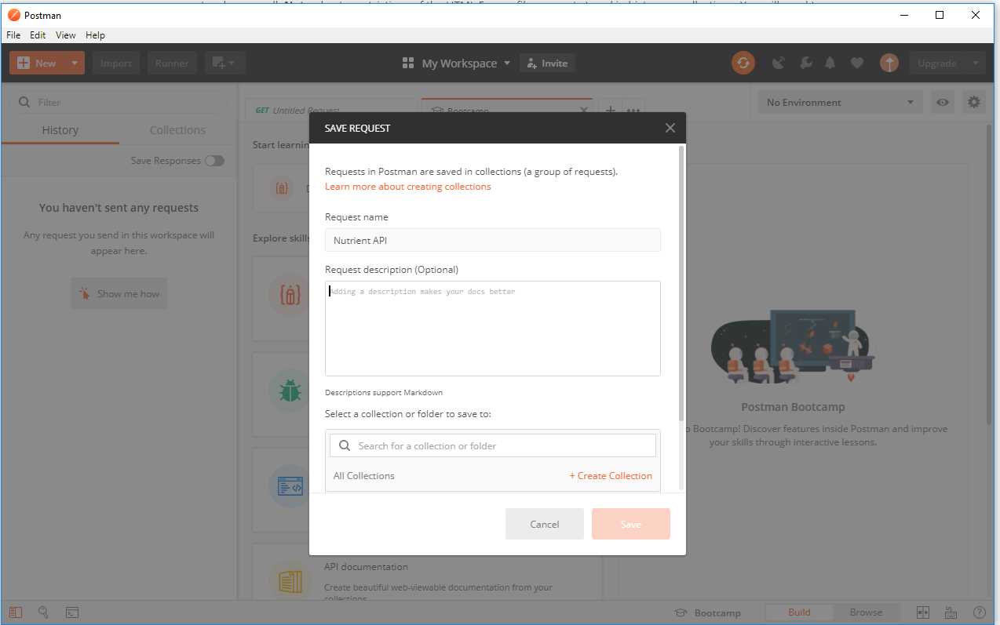 Postman
File Edit View Help
New Import Runner My Workspace Invite Upgrade
Filter
GET Untitled Request Bootcamp
No Environment
History Collections
Save Responses
You haven't sent any requests
Any request you send in this workspace will
appear here.
Show me how
Start learnin
Explore skills
SAVE REQUEST
Requests in Postman are saved in collections (a group of requests).
Learn more about creating collections
Request name
Nutrient API
Request description (Optional)
Adding a description makes your docs better
Descriptions support Markdown
Select a collection or folder to save to:
Search for a collection or folder
All Collections + Create Collection
Cancel Save
Postman Bootcamp
o Bootcamp! Discover features inside Postman and improve
your skills through interactive lessons.
API documentation
Create beautiful web-viewable documentation from your
collections
Bootcamp Build Browse